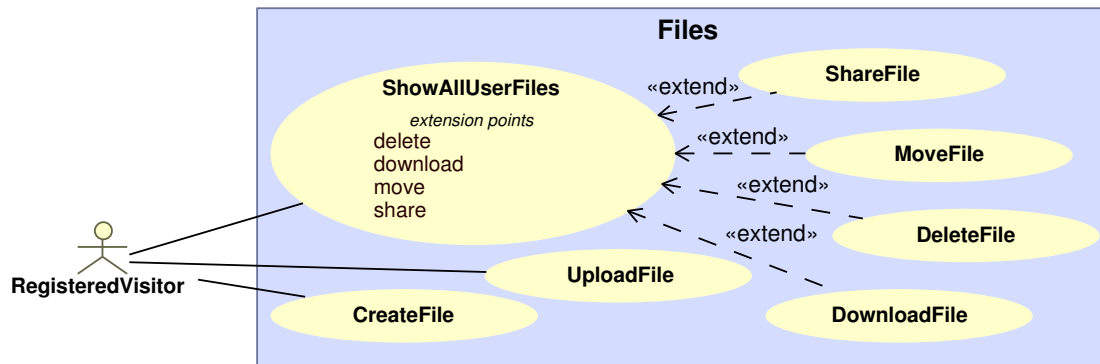 Files
ShowAllUserFiles
extension points
delete
download
move
share
«extend»
ShareFile
«extend»
MoveFile
«extend»
DeleteFile
«extend»
DownloadFile
RegisteredVisitor
UploadFile
CreateFile